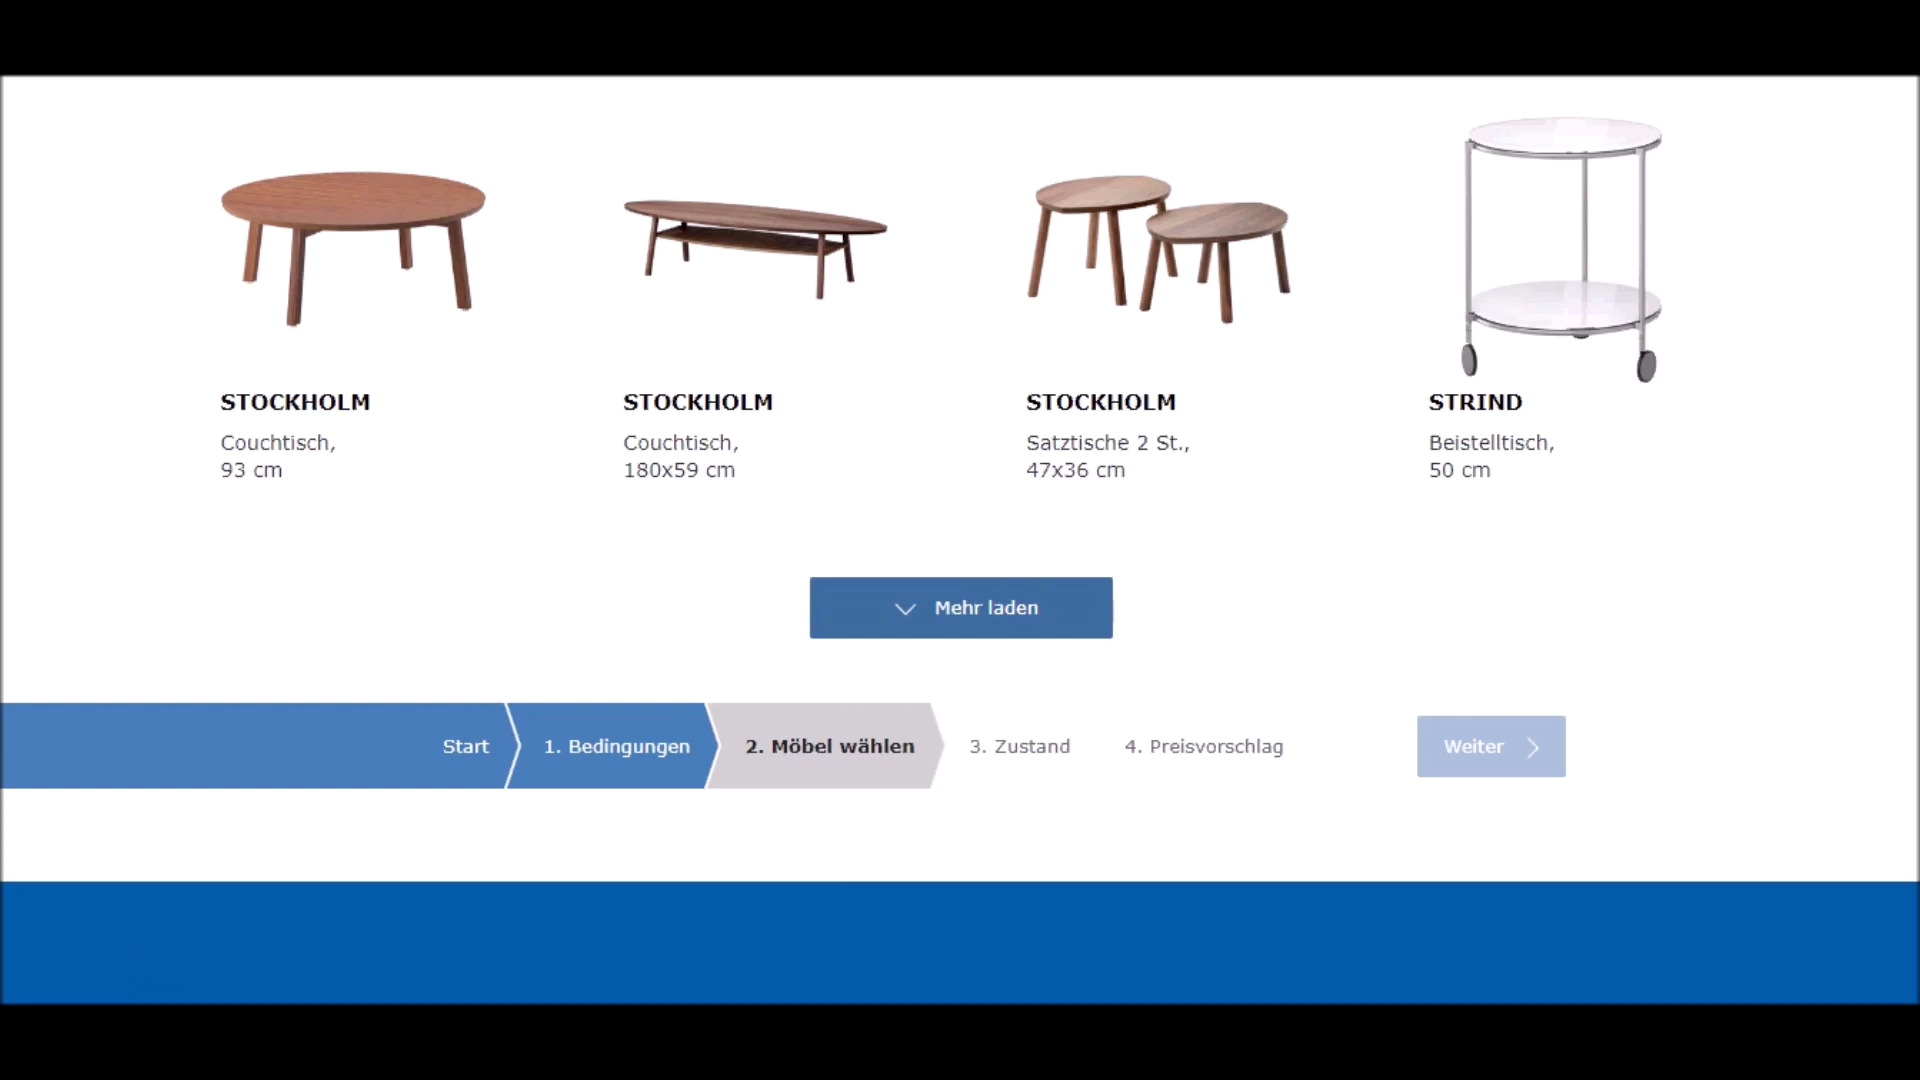 STOCKHOLM
Couchtisch,
93 cm
STOCKHOLM
Couchtisch,
180x59 cm
STOCKHOLM
Satztische 2 St.,
47x36 cm
STRIND
Beistelltisch,
50 cm
Mehr laden
Start
1. Bedingungen
2. Möbel wählen
3. Zustand
4. Preisvorschlag
Weiter